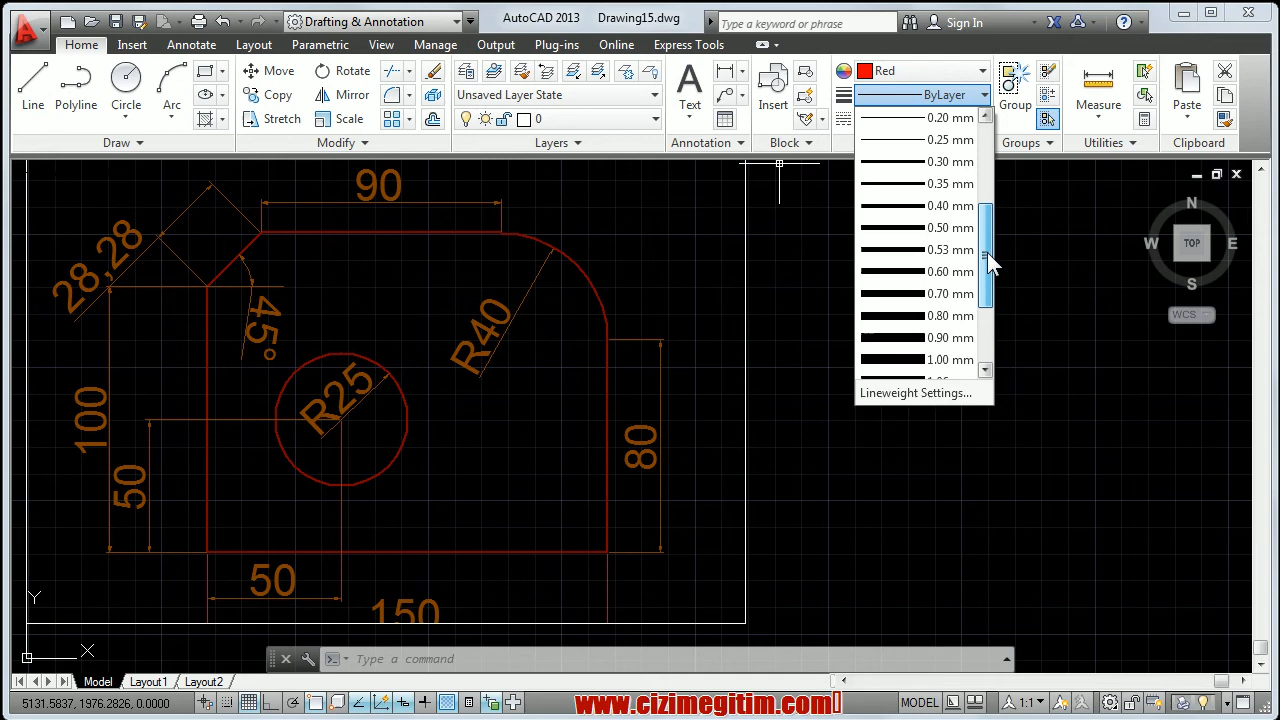 Drafting & Annotation
AutoCAD 2013
Drawing15.dwg
Type a keyword or phrase
Sign In
Home
Insert
Annotate
Layout
Parametric
View
Manage
Output
Plug-ins
Online
Express Tools
Line
Polyline
Circle
Arc
Move
Rotate
Copy
Mirror
Stretch
Scale
Unsaved Layer State
0
Text
Insert
Red
ByLayer
Group
Measure
Paste
Draw
Modify
Layers
Annotation
Block
Groups
Utilities
Clipboard
0.20 mm
0.25 mm
0.30 mm
0.35 mm
0.40 mm
0.50 mm
0.53 mm
0.60 mm
0.70 mm
0.80 mm
0.90 mm
1.00 mm
Lineweight Settings...
90
28,28
45°
R40
R25
100
50
80
50
150
N
W
TOP
E
S
WCS
Y
X
Type a command
Model
Layout1
Layout2
51315.5837, 1976.2826, 0.0000
www.cizimegitim.com
MODEL
1:1